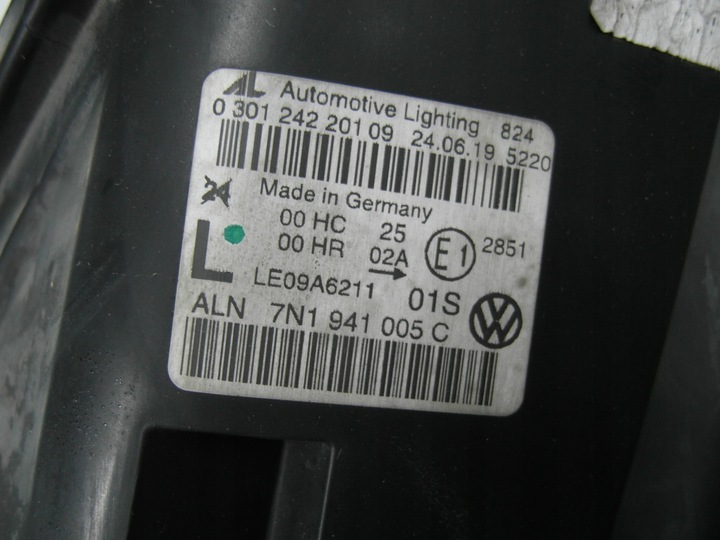 AL Automotive Lighting 824
0 301 242 201 09 24.06.19 5220
24 Made in Germany
00 HC 25
00 HR 02A E1 2851
L
LE09A6211 01S
ALN 7N1 941 005 C VW